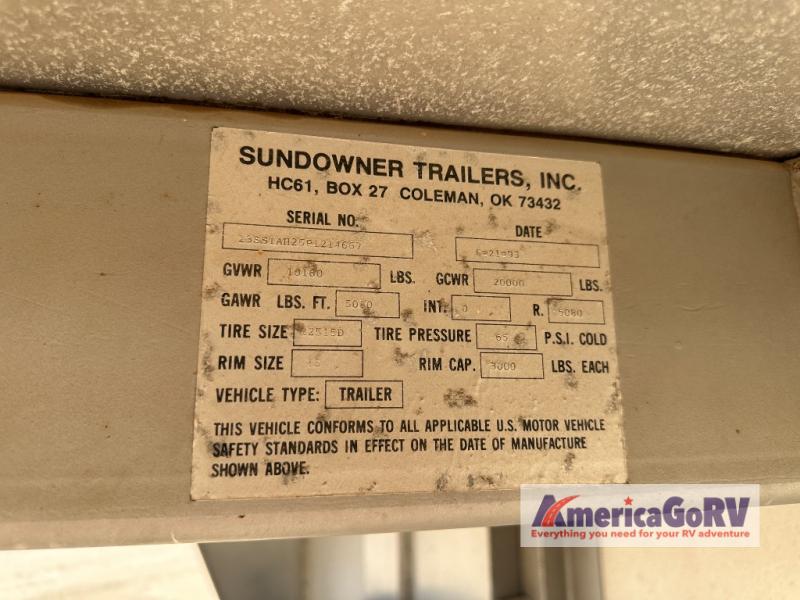 SUNDOWNER TRAILERS, INC.
HC61, BOX 27 COLEMAN, OK 73432
SERIAL NO. DATE
GVWR 10160 LBS. GCWR 20000 LBS.
GAWR LBS. FT. 5080 INT. 0 R. 5080
TIRE SIZE TIRE PRESSURE 65 P.S.I. COLD
RIM SIZE 15 RIM CAP. 3000 LBS. EACH
VEHICLE TYPE: TRAILER
THIS VEHICLE CONFORMS TO ALL APPLICABLE U.S. MOTOR VEHICLE
SAFETY STANDARDS IN EFFECT ON THE DATE OF MANUFACTURE
SHOWN ABOVE.
AmericaGoRV
Everything you need for your RV adventure